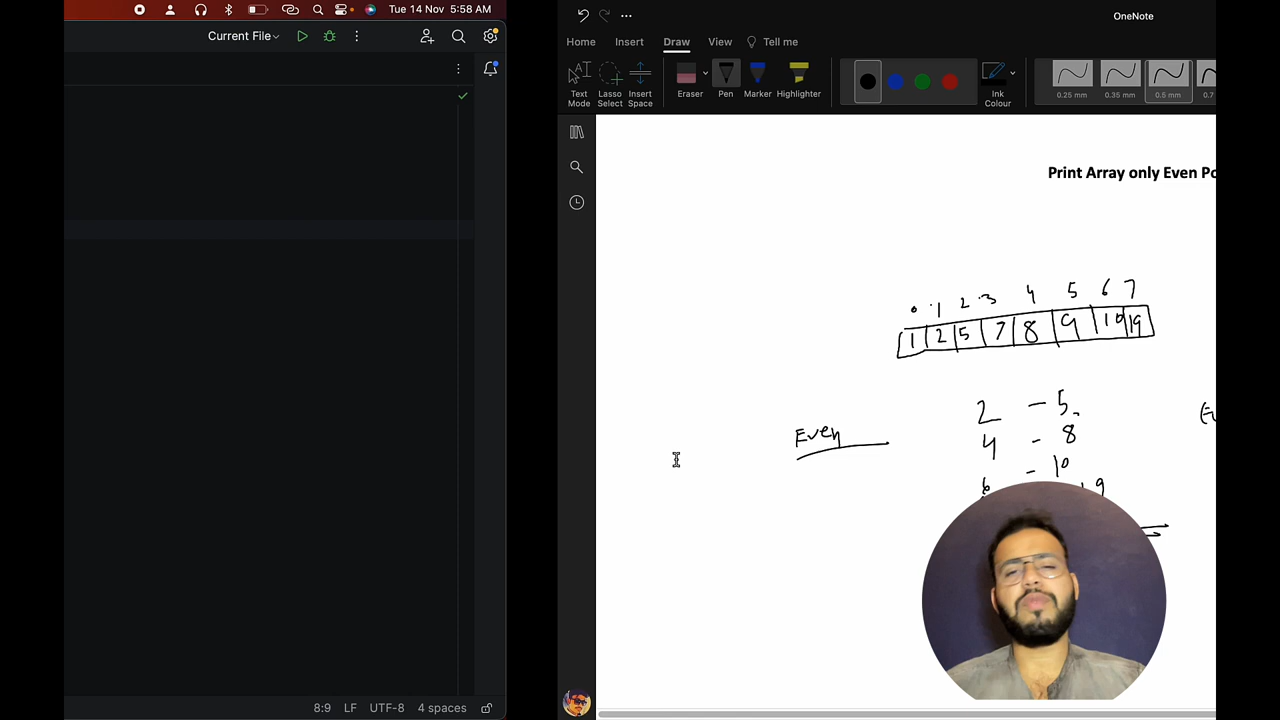 Tue 14 Nov 5:58 AM
Current File
8:9 LF UTF-8 4 spaces
OneNote
Home Insert Draw View Tell me
Text Mode
Lasso Select
Insert Space
Eraser
Pen
Marker
Highlighter
Ink Colour
0.25 mm
0.35 mm
0.5 mm
0.7
Print Array only Even Po
0 1 2 3 4 5 6 7
1 2 5 7 8 9 10 19
Even
2 - 5
4 - 8
6 - 10